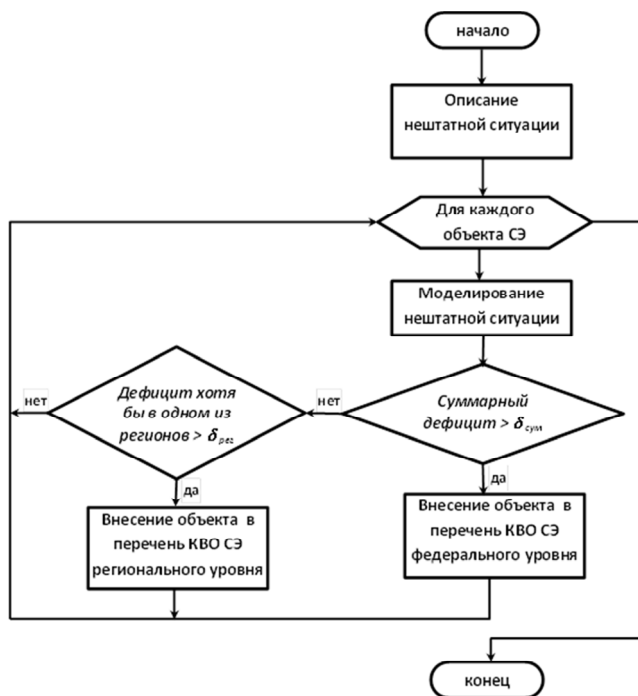 начало
Описание
нештатной ситуации
Для каждого
объекта СЭ
Моделирование
нештатной ситуации
нет
Дефицит хотя
бы в одном из
регионов > δрег
нет
Суммарный
дефицит > δсум
да
да
Внесение объекта в
перечень КВО СЭ
регионального уровня
Внесение объекта в
перечень КВО СЭ
федерального уровня
конец